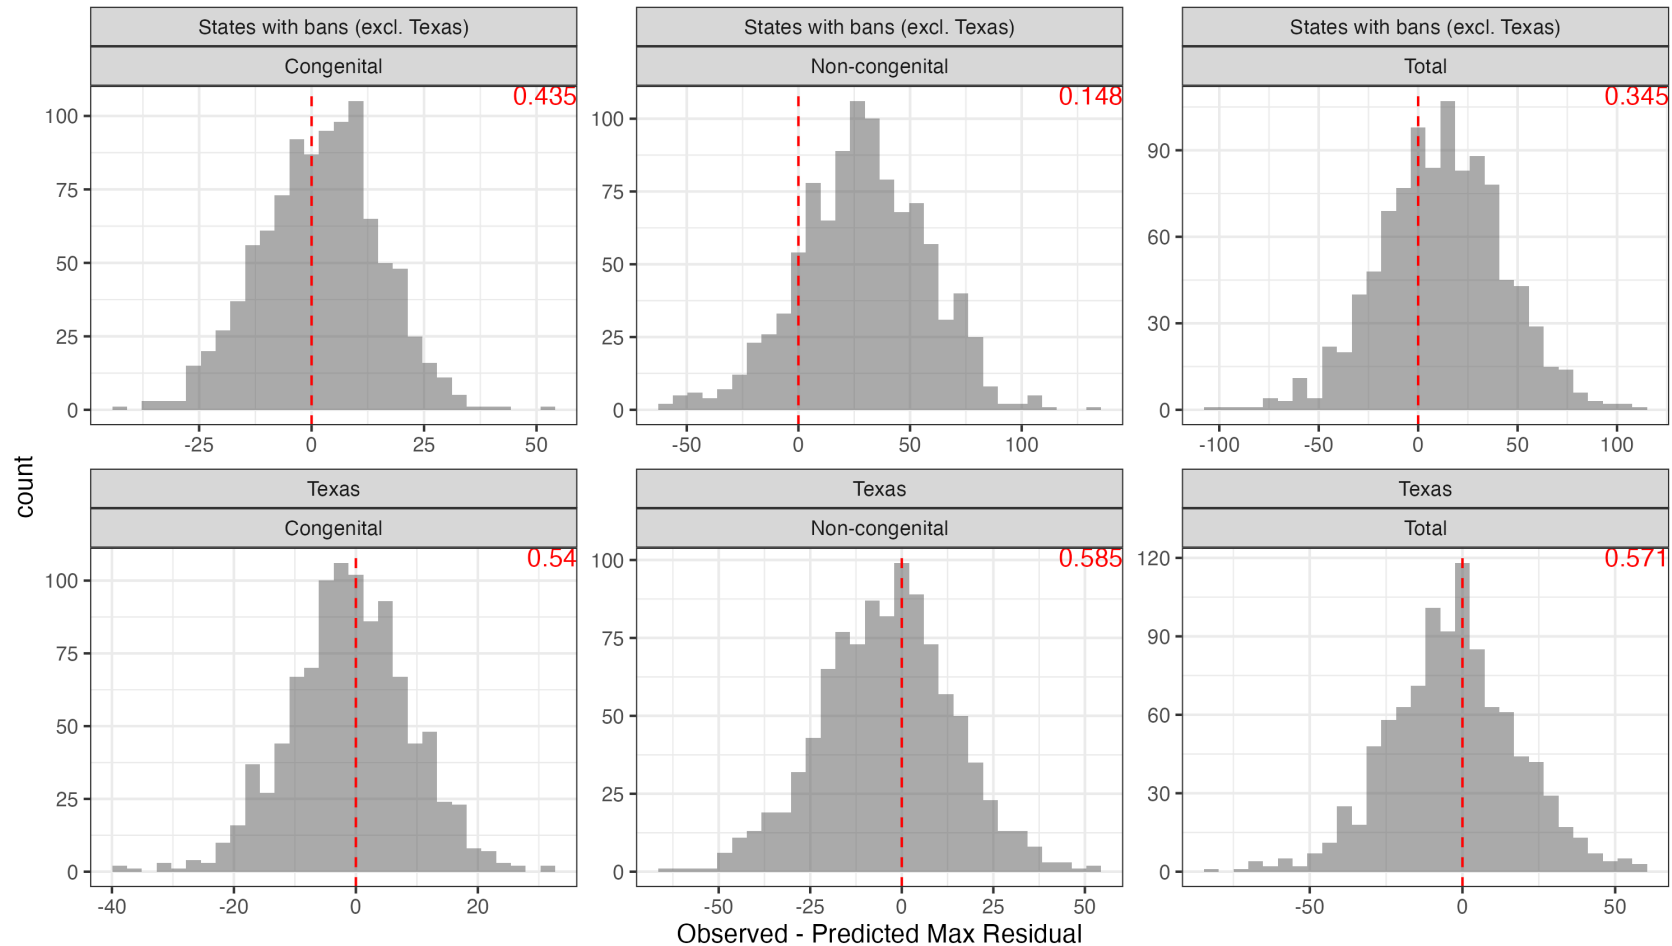 States with bans (excl. Texas)
Congenital
0.435
100
75
50
25
0
-25 0 25 50
States with bans (excl. Texas)
Non-congenital
0.148
100
75
50
25
0
-50 0 50 100
States with bans (excl. Texas)
Total
0.345
90
60
30
0
-100 -50 0 50 100
count
Texas
Congenital
0.54
100
75
50
25
0
-40 -20 0 20
Texas
Non-congenital
0.585
100
75
50
25
0
-50 -25 0 25 50
Texas
Total
0.571
120
90
60
30
0
-50 0 50
Observed - Predicted Max Residual